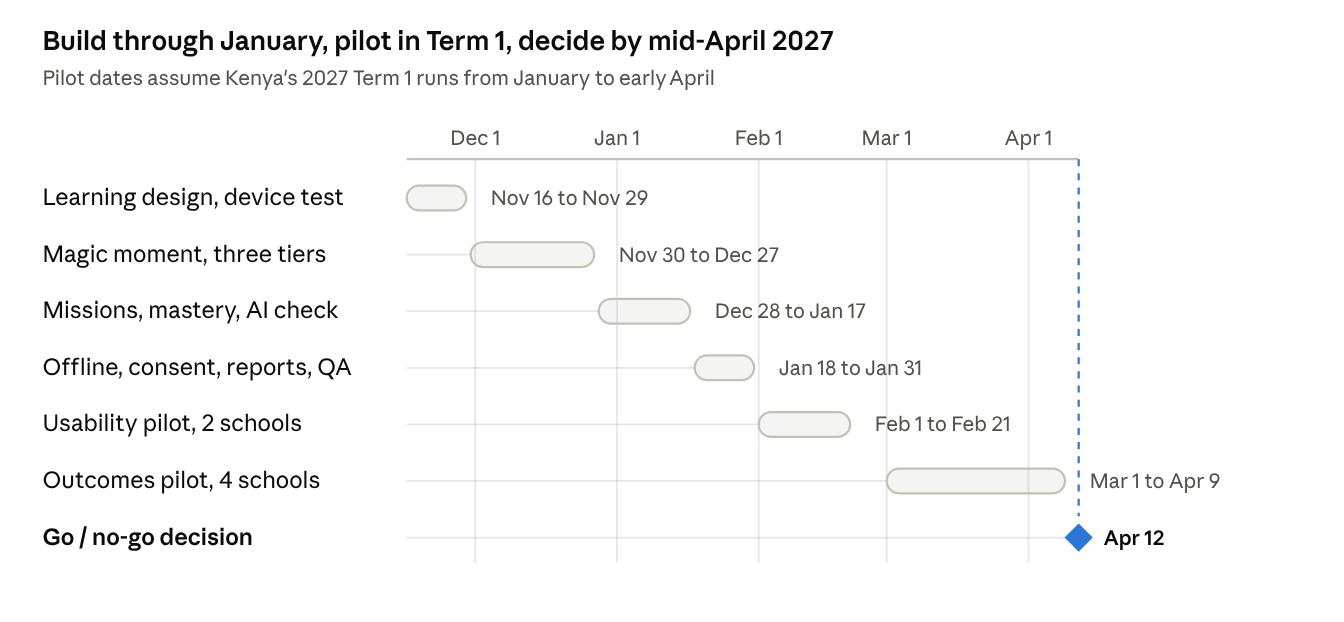 Build through January, pilot in Term 1, decide by mid-April 2027
Pilot dates assume Kenya's 2027 Term 1 runs from January to early April
Dec 1 Jan 1 Feb 1 Mar 1 Apr 1
Learning design, device test Nov 16 to Nov 29
Magic moment, three tiers Nov 30 to Dec 27
Missions, mastery, AI check Dec 28 to Jan 17
Offline, consent, reports, QA Jan 18 to Jan 31
Usability pilot, 2 schools Feb 1 to Feb 21
Outcomes pilot, 4 schools Mar 1 to Apr 9
Go / no-go decision Apr 12